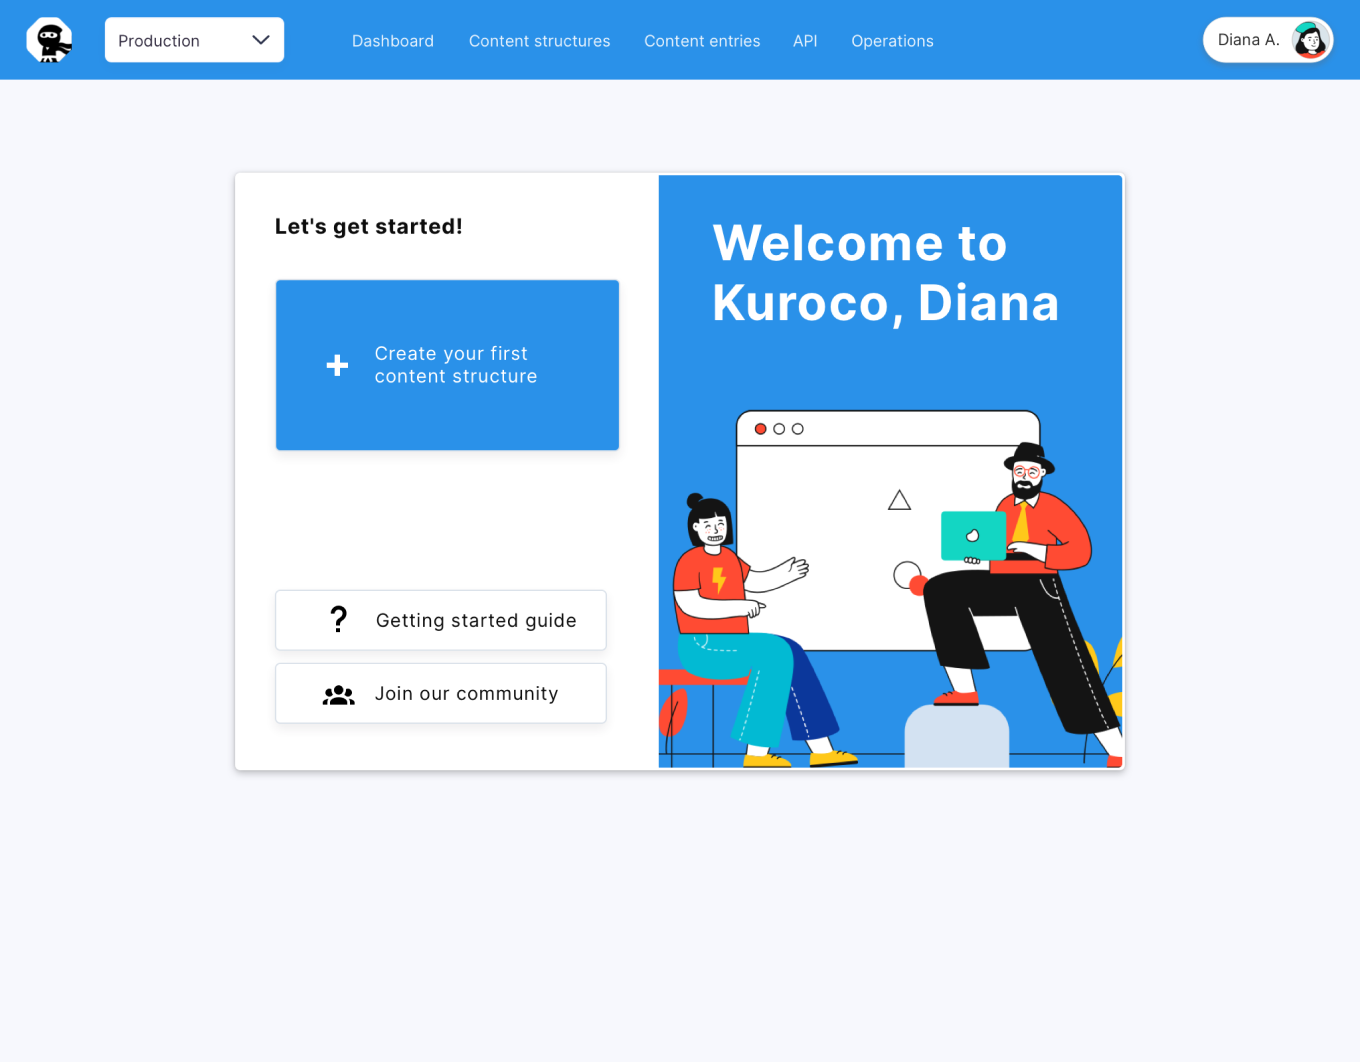 Production
Dashboard
Content structures
Content entries
API
Operations
Diana A.
Let's get started!
Create your first
content structure
Getting started guide
Join our community
Welcome to
Kuroco, Diana